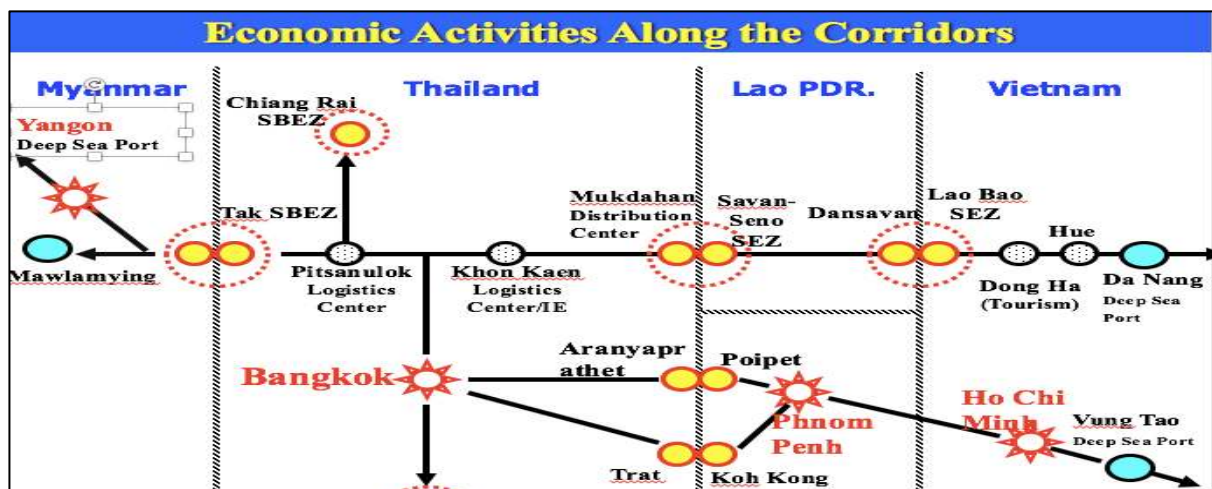 Economic Activities Along the Corridors
Myanmar
Thailand
Lao PDR.
Vietnam
Yangon
Deep Sea Port
Chiang Rai
SBEZ
Tak SBEZ
Mukdahan
Distribution
Center
Savan-
Seno
SEZ
Dansavan
Lao Bao
SEZ
Hue
Mawlamying
Pitsanulok
Logistics
Center
Khon Kaen
Logistics
Center/IE
Dong Ha
(Tourism)
Da Nang
Deep Sea
Port
Bangkok
Aranyapr
athet
Poipet
Phnom
Penh
Ho Chi
Minh
Vung Tao
Deep Sea Port
Trat
Koh Kong